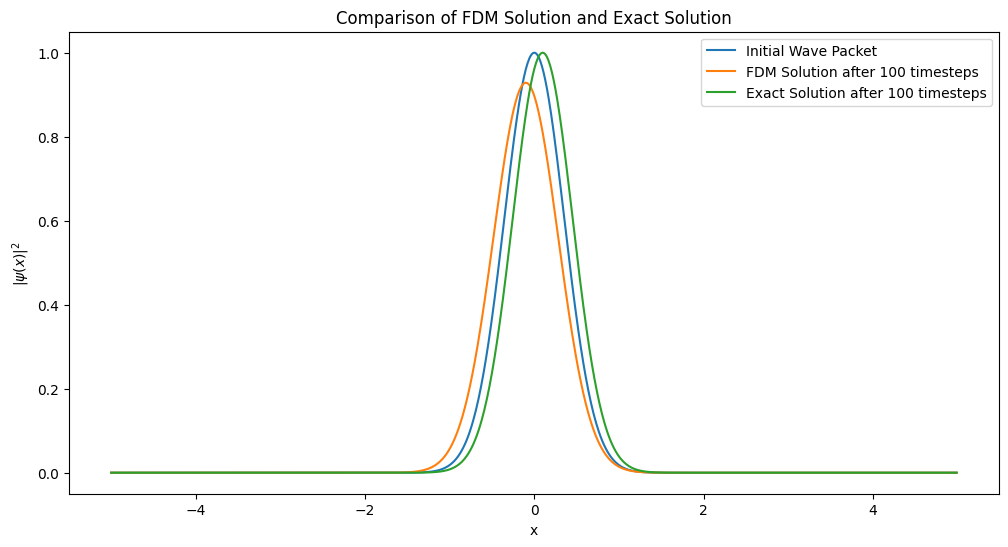 Comparison of FDM Solution and Exact Solution
Initial Wave Packet
FDM Solution after 100 timesteps
Exact Solution after 100 timesteps
1.0
0.8
0.6
0.4
0.2
0.0
|ψ(x)|²
−4
−2
0
2
4
x